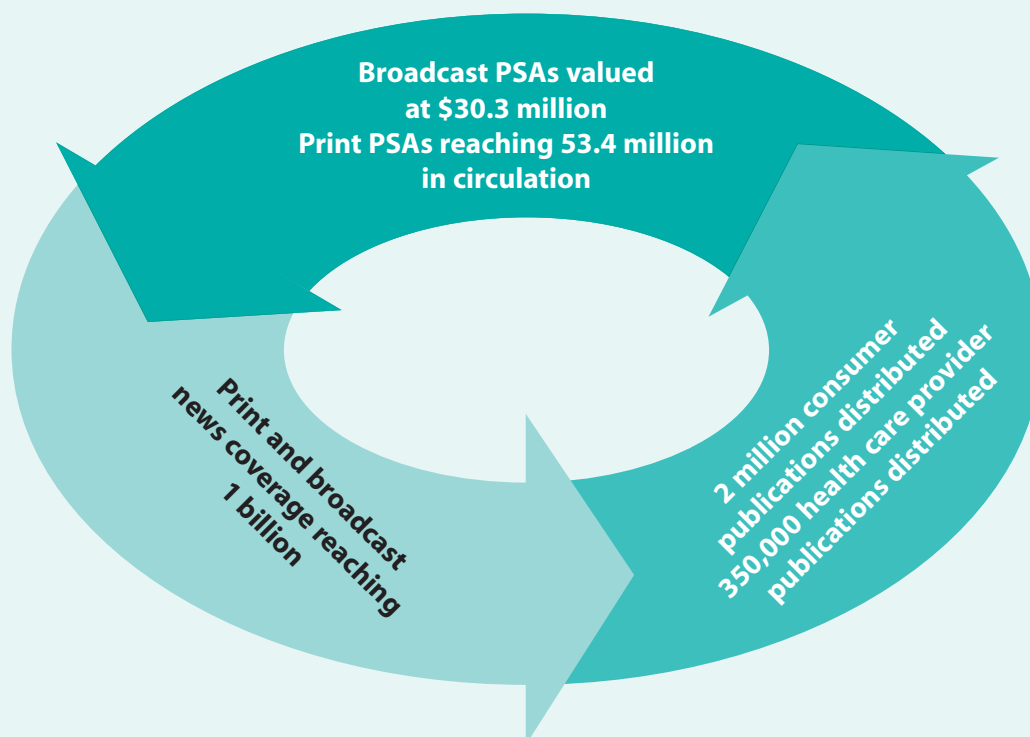 Broadcast PSAs valued
at $30.3 million
Print PSAs reaching 53.4 million
in circulation
Print and broadcast
news coverage reaching
1 billion
2 million consumer
publications distributed
350,000 health care provider
publications distributed